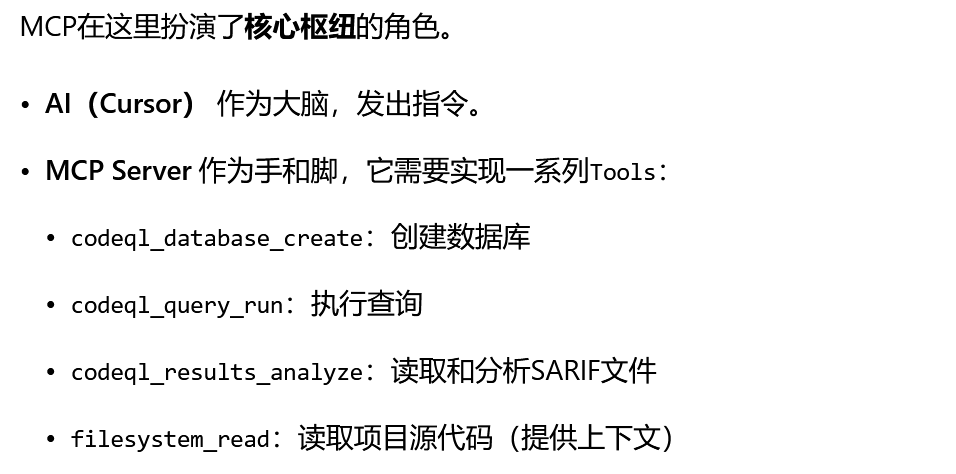 MCP在这里扮演了核心枢纽的角色。
• AI（Cursor） 作为大脑，发出指令。
• MCP Server 作为手和脚，它需要实现一系列Tools：
• codeql_database_create：创建数据库
• codeql_query_run：执行查询
• codeql_results_analyze：读取和分析SARIF文件
• filesystem_read：读取项目源代码（提供上下文）